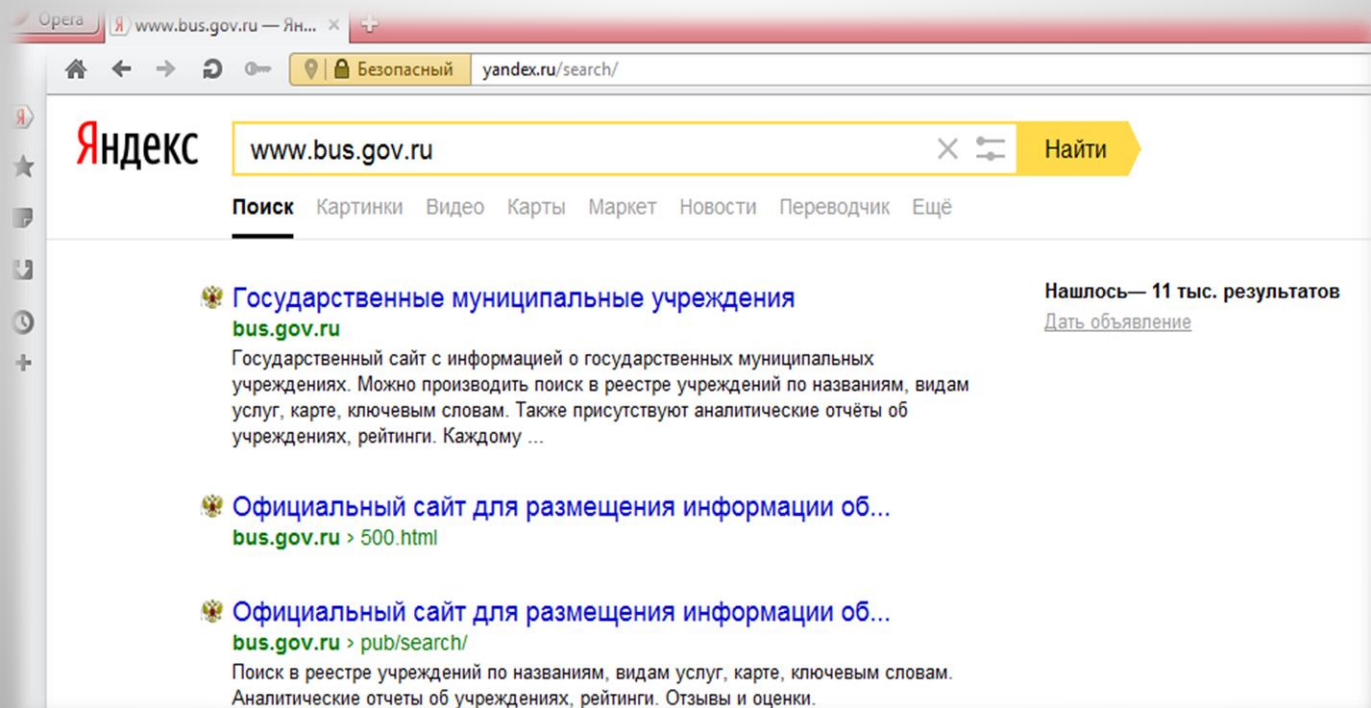 Opera
www.bus.gov.ru — Ян...
Безопасный yandex.ru/search/
Яндекс
www.bus.gov.ru
Найти
Поиск Картинки Видео Карты Маркет Новости Переводчик Ещё
Государственные муниципальные учреждения
bus.gov.ru
Государственный сайт с информацией о государственных муниципальных
учреждениях. Можно производить поиск в реестре учреждений по названиям, видам
услуг, карте, ключевым словам. Также присутствуют аналитические отчёты об
учреждениях, рейтинги. Каждому ...
Нашлось— 11 тыс. результатов
Дать объявление
Официальный сайт для размещения информации об...
bus.gov.ru › 500.html
Официальный сайт для размещения информации об...
bus.gov.ru › pub/search/
Поиск в реестре учреждений по названиям, видам услуг, карте, ключевым словам.
Аналитические отчеты об учреждениях, рейтинги. Отзывы и оценки.